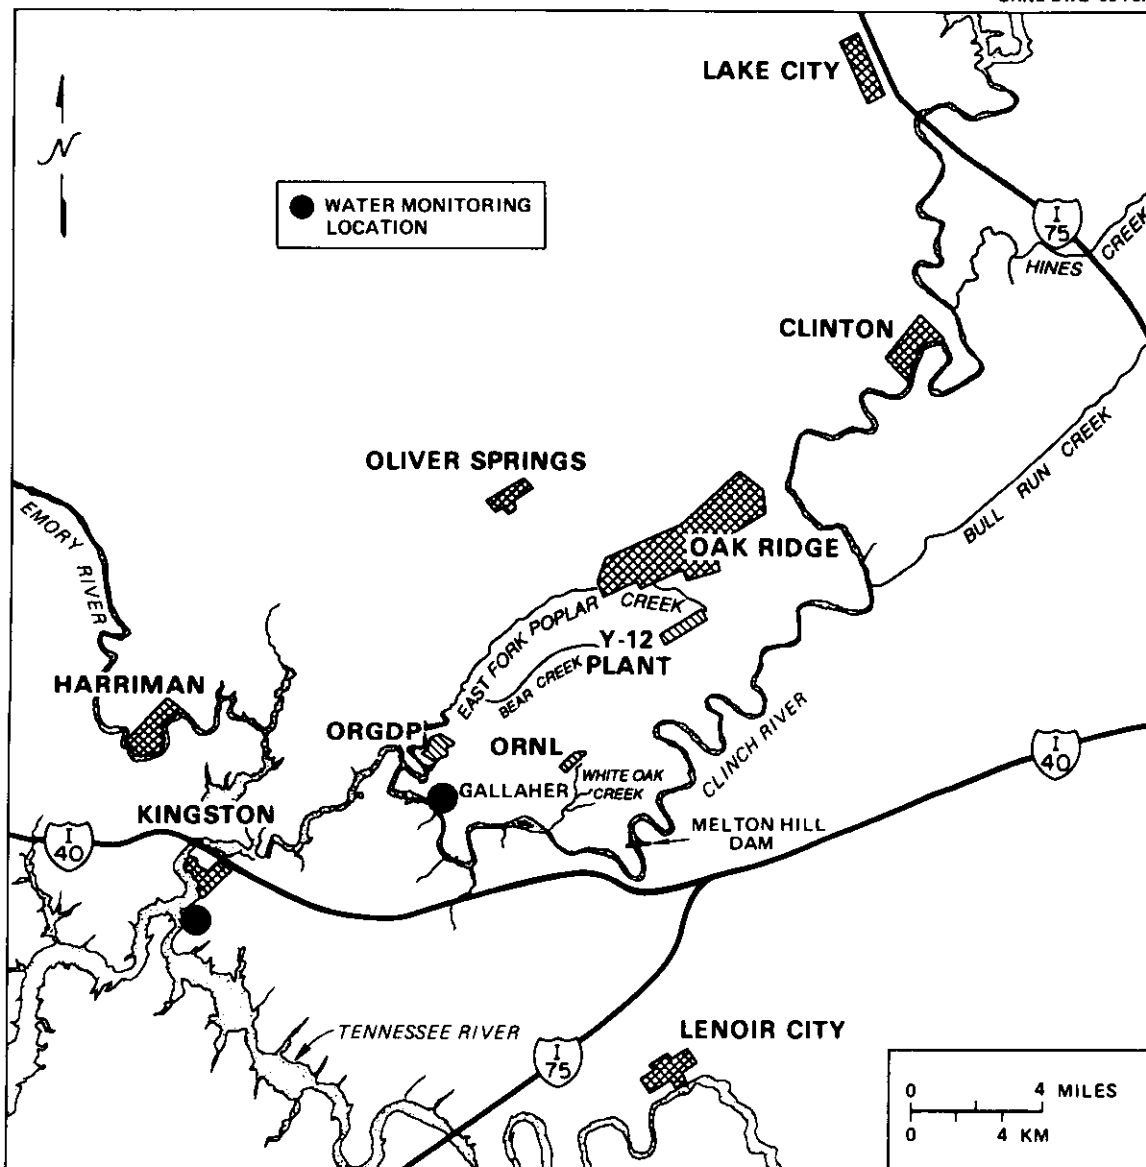 LAKE CITY
N
WATER MONITORING
LOCATION
I
75
HINES CREEK
CLINTON
OLIVER SPRINGS
BULL RUN CREEK
EMORY RIVER
OAK RIDGE
EAST FORK POPLAR CREEK
Y-12
PLANT
BEAR CREEK
HARRIMAN
ORGDP
ORNL
WHITE OAK
CREEK
CLINCH RIVER
I
40
GALLAHER
KINGSTON
MELTON HILL
DAM
I
40
TENNESSEE RIVER
LENOIR CITY
I
75
0 4 MILES
0 4 KM